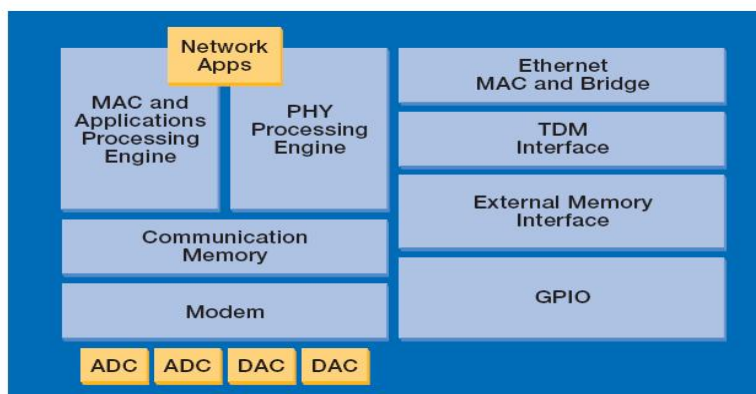 Network
Apps
MAC and
Applications
Processing
Engine
PHY
Processing
Engine
Communication
Memory
Modem
ADC
ADC
DAC
DAC
Ethernet
MAC and Bridge
TDM
Interface
External Memory
Interface
GPIO